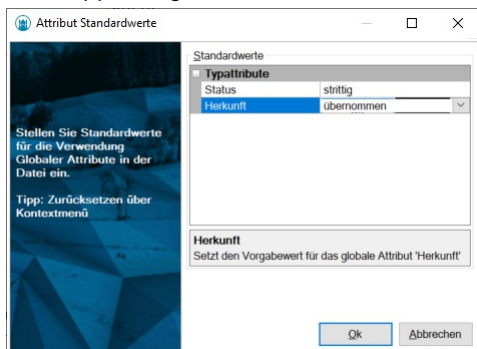 Attribut Standardwerte
Standardwerte
Typattribute
Status strittig
Herkunft übernommen
Stellen Sie Standardwerte
für die Verwendung
Globaler Attribute in der
Datei ein.
Tipp: Zurücksetzen über
Kontextmenü
Herkunft
Setzt den Vorgabewert für das globale Attribut 'Herkunft'
Ok Abbrechen